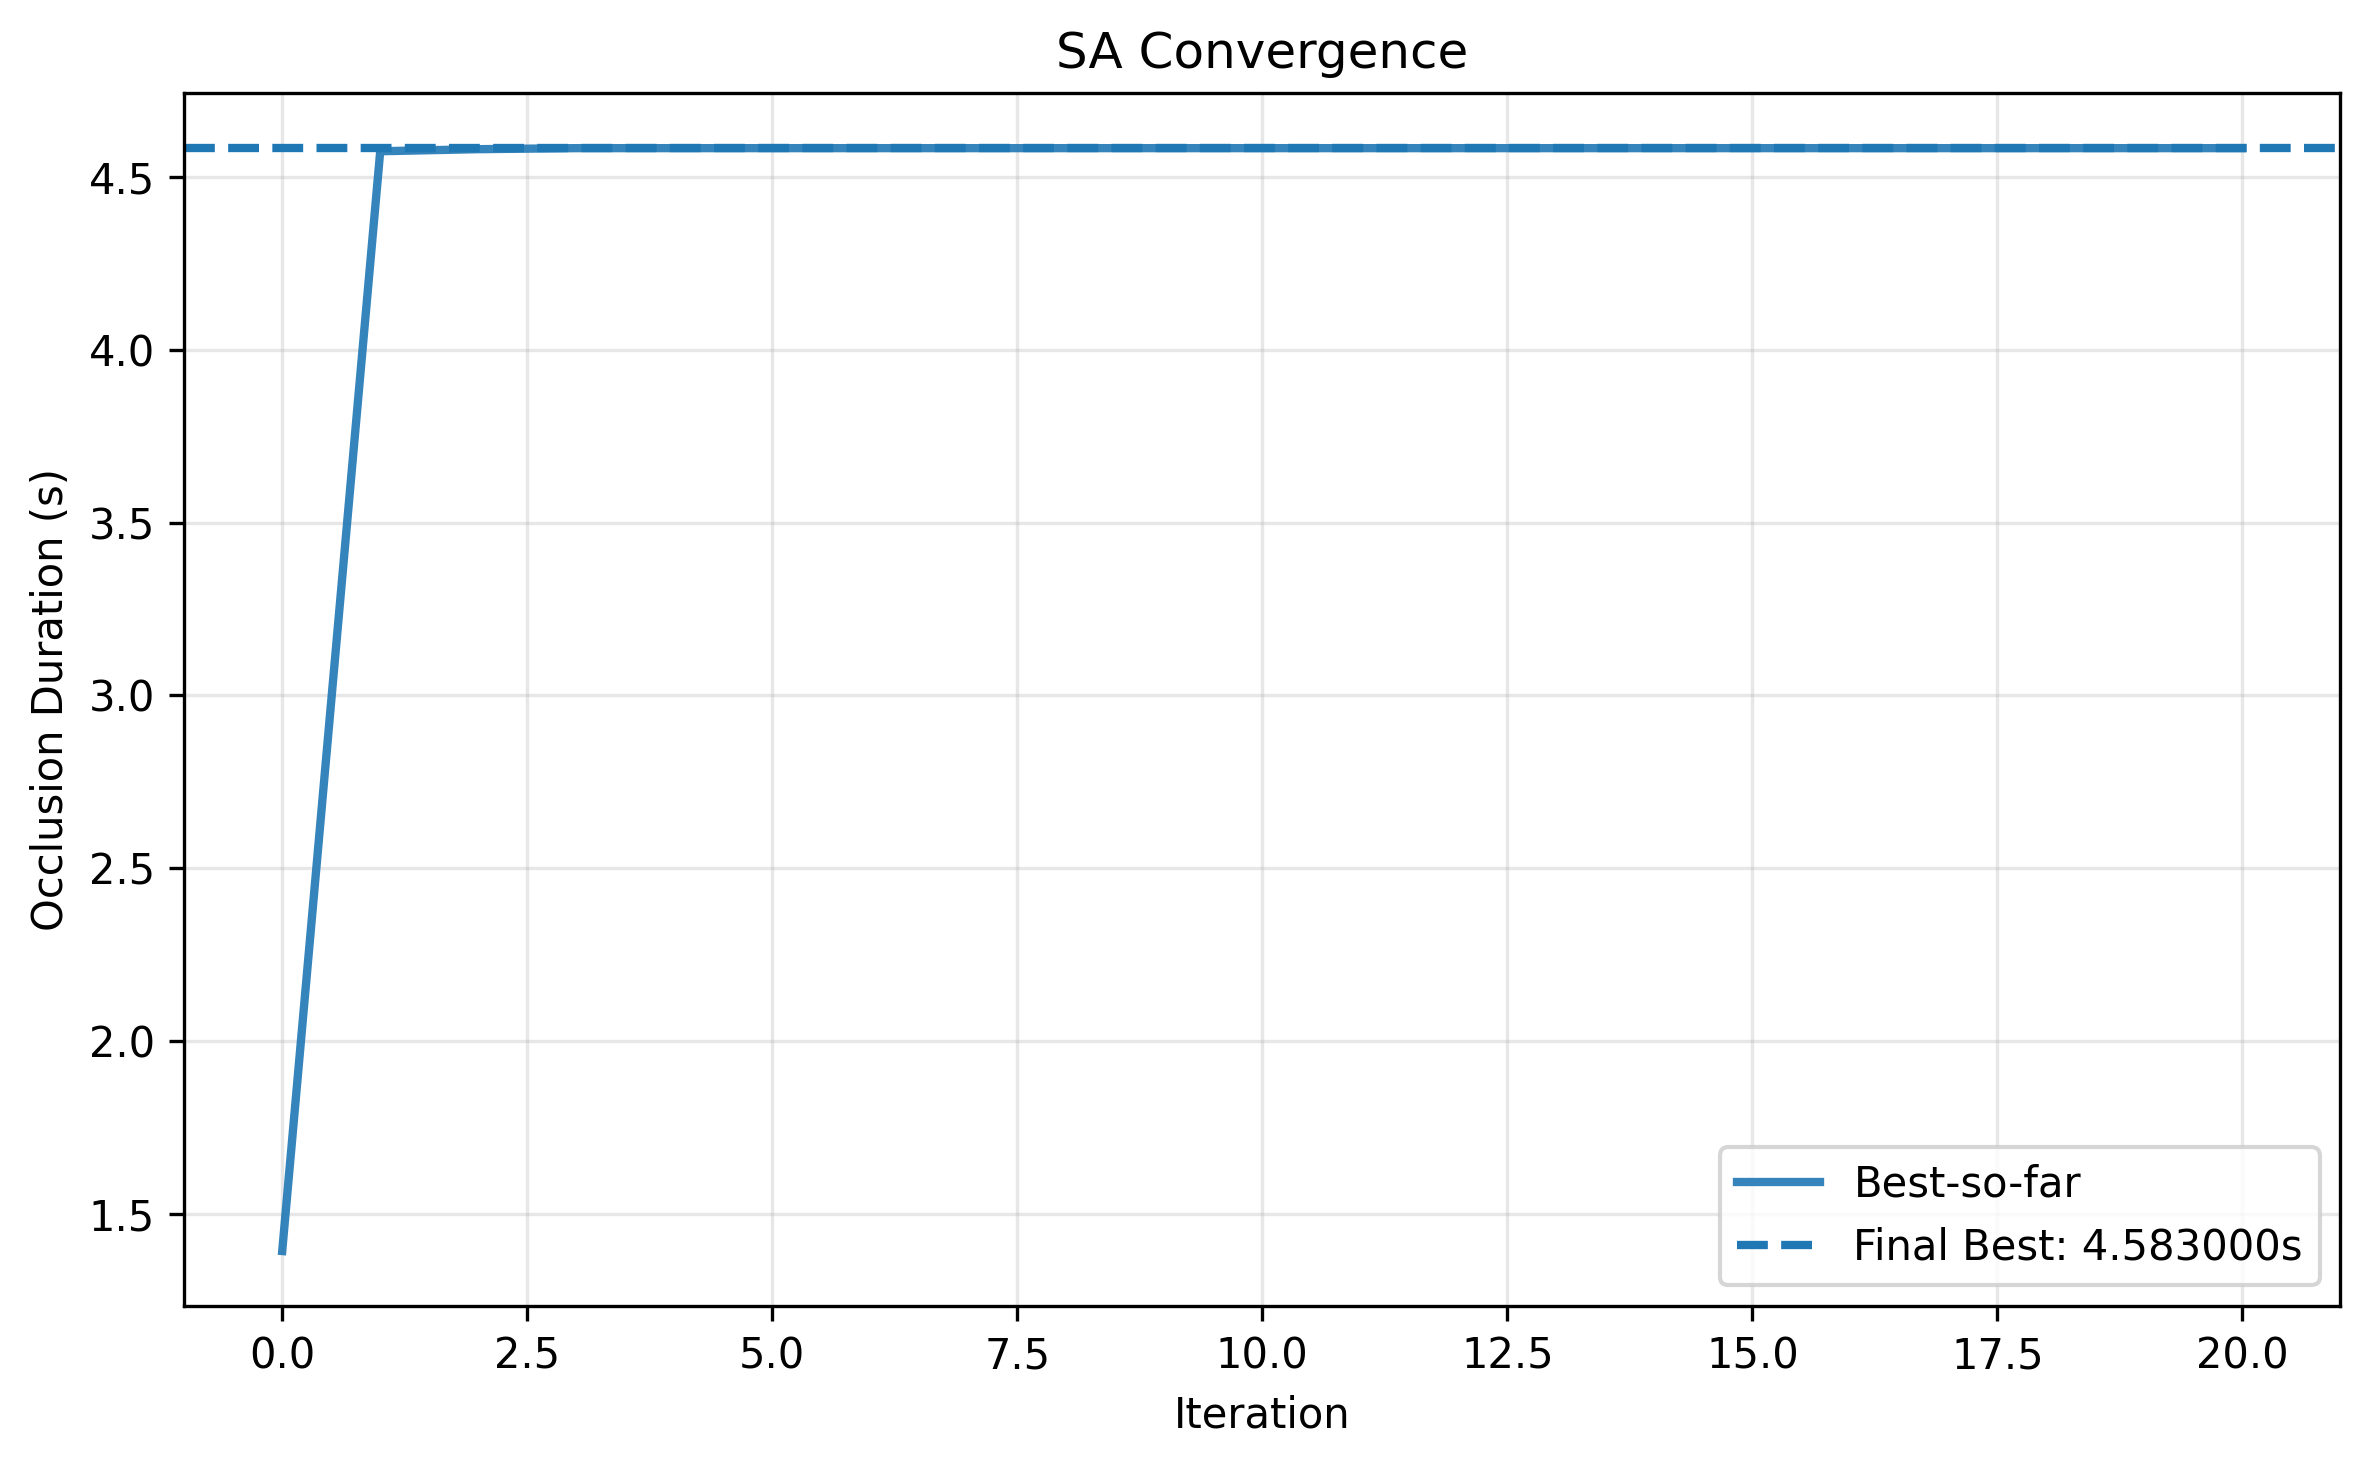 SA Convergence
Occlusion Duration (s)
4.5
4.0
3.5
3.0
2.5
2.0
1.5
Best-so-far
Final Best: 4.583000s
0.0 2.5 5.0 7.5 10.0 12.5 15.0 17.5 20.0
Iteration